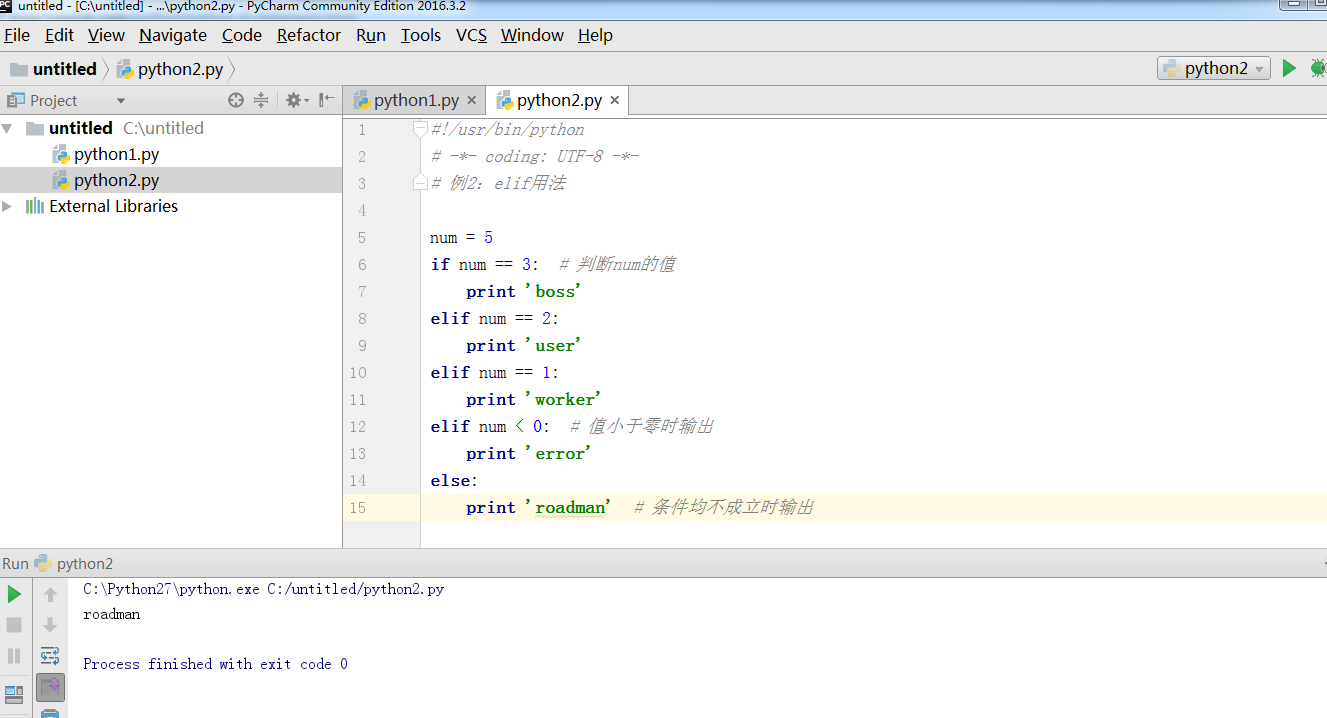 untitled - [C:\untitled] - ...\python2.py - PyCharm Community Edition 2016.3.2
File Edit View Navigate Code Refactor Run Tools VCS Window Help
untitled python2.py python2
Project python1.py python2.py
untitled C:\untitled
python1.py
python2.py
External Libraries
1 #!/usr/bin/python
2 # -*- coding: UTF-8 -*-
3 # 例2：elif用法
4
5 num = 5
6 if num == 3:  # 判断num的值
7     print 'boss'
8 elif num == 2:
9     print 'user'
10 elif num == 1:
11     print 'worker'
12 elif num < 0:  # 值小于零时输出
13     print 'error'
14 else:
15     print 'roadman'  # 条件均不成立时输出
Run python2
C:\Python27\python.exe C:/untitled/python2.py
roadman
Process finished with exit code 0